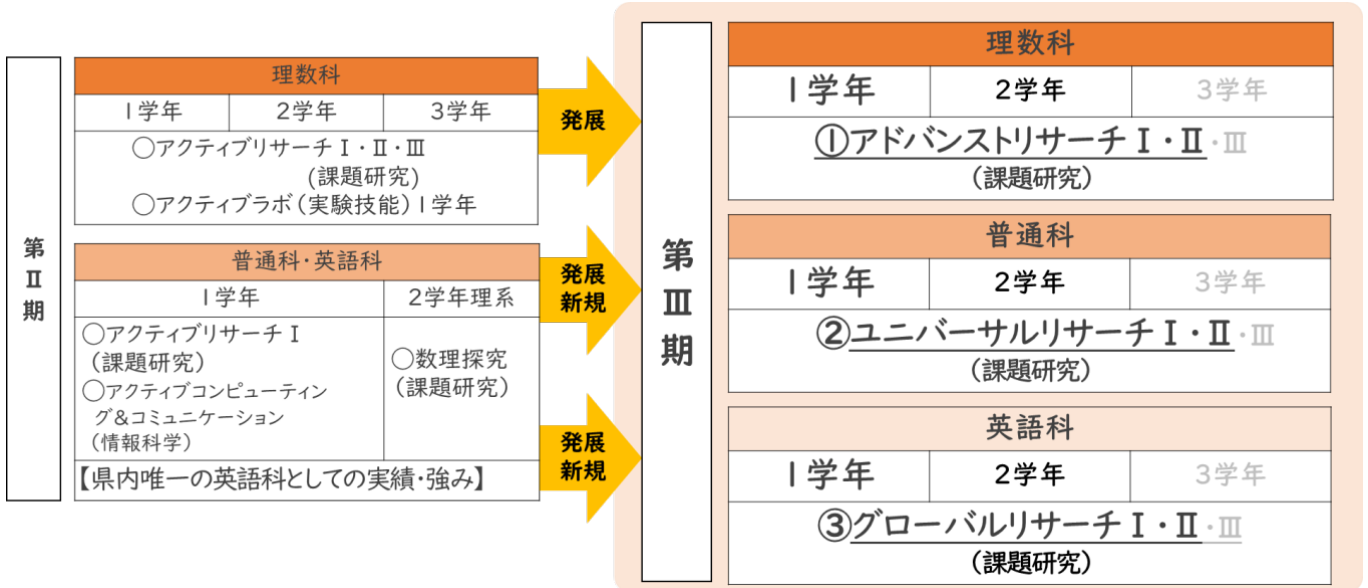 第Ⅱ期
理数科
1学年 2学年 3学年
○アクティブリサーチⅠ・Ⅱ・Ⅲ
(課題研究)
○アクティブラボ(実験技能)1学年
普通科・英語科
1学年 2学年理系
○アクティブリサーチⅠ
(課題研究)
○アクティブコンピューティン
グ&コミュニケーション
(情報科学)
○数理探究
(課題研究)
【県内唯一の英語科としての実績・強み】
発展
発展
新規
発展
新規
第Ⅲ期
理数科
1学年 2学年 3学年
①アドバンストリサーチⅠ・Ⅱ・Ⅲ
(課題研究)
普通科
1学年 2学年 3学年
②ユニバーサルリサーチⅠ・Ⅱ・Ⅲ
(課題研究)
英語科
1学年 2学年 3学年
③グローバルリサーチⅠ・Ⅱ・Ⅲ
(課題研究)